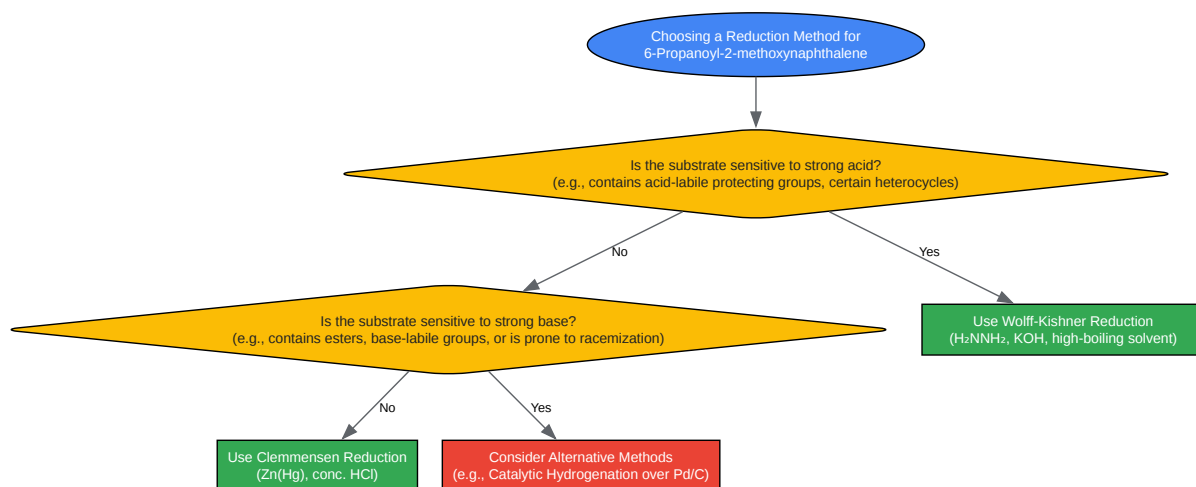 Choosing a Reduction Method for
6-Propanoyl-2-methoxynaphthalene
Is the substrate sensitive to strong acid?
(e.g., contains acid-labile protecting groups, certain heterocycles)
No
Yes
Is the substrate sensitive to strong base?
(e.g., contains esters, base-labile groups, or is prone to racemization)
Use Wolff-Kishner Reduction
(H₂NNH₂, KOH, high-boiling solvent)
No
Yes
Use Clemmensen Reduction
(Zn(Hg), conc. HCl)
Consider Alternative Methods
(e.g., Catalytic Hydrogenation over Pd/C)